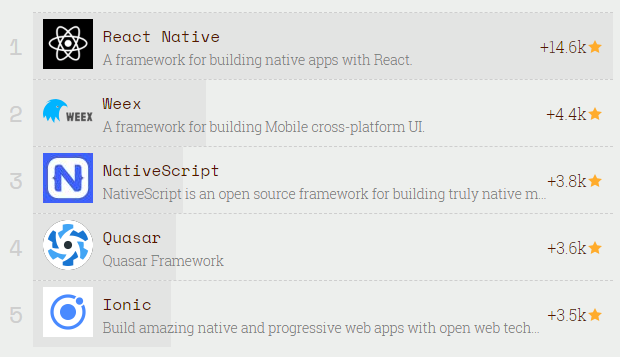 1
React Native
A framework for building native apps with React.
+14.6k
2
WEEX
Weex
A framework for building Mobile cross-platform UI.
+4.4k
3
N
NativeScript
NativeScript is an open source framework for building truly native m...
+3.8k
4
Quasar
Quasar Framework
+3.6k
5
Ionic
Build amazing native and progressive web apps with open web tech...
+3.5k